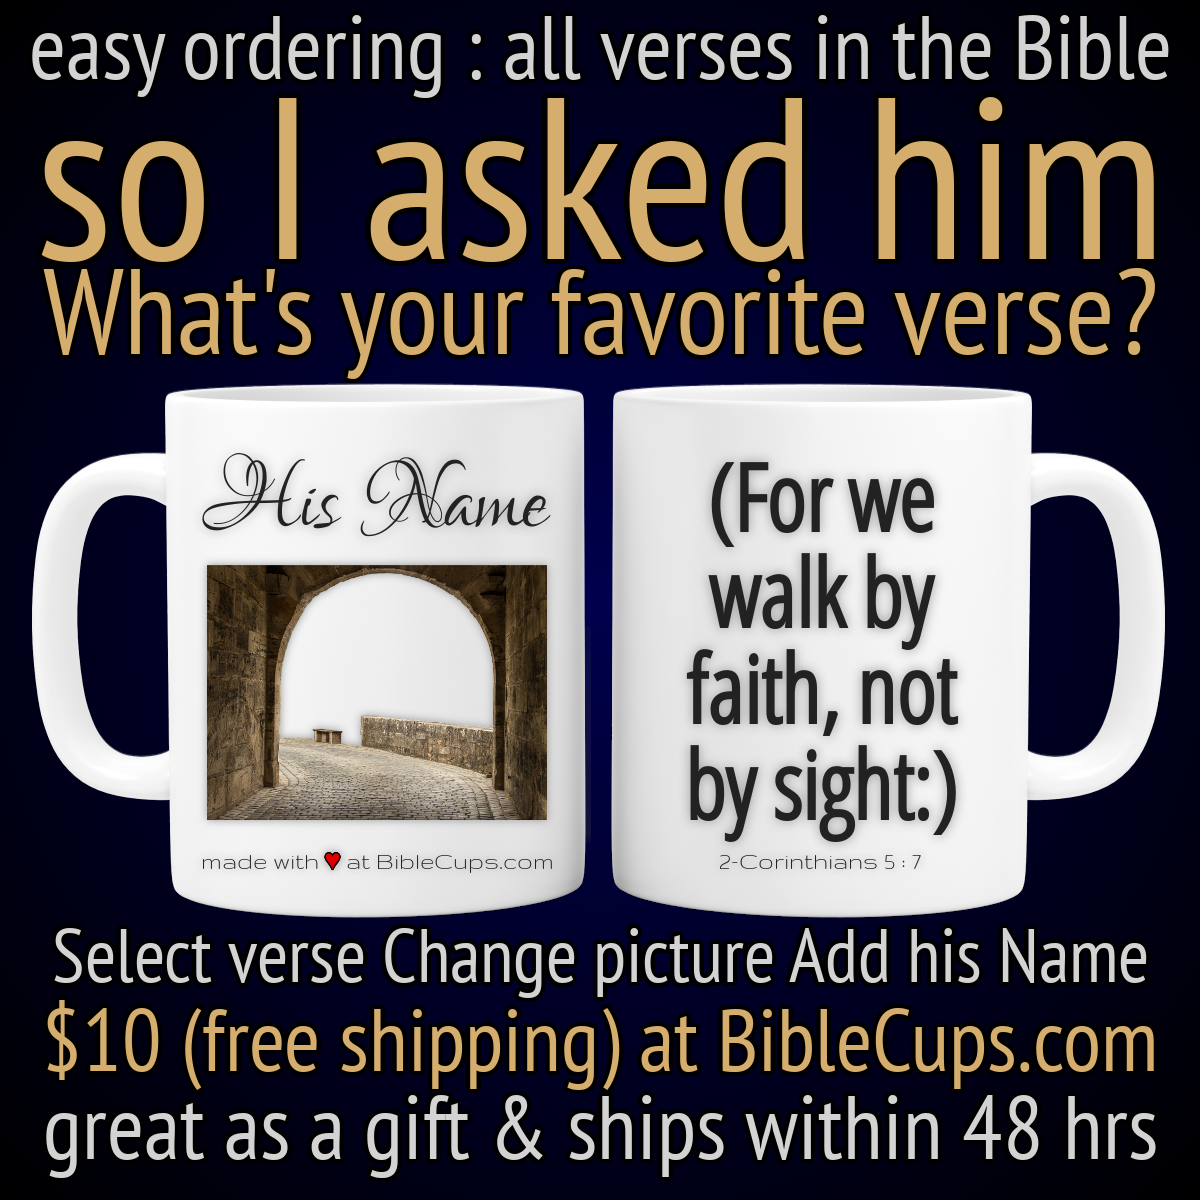 easy ordering : all verses in the Bible
so I asked him
What's your favorite verse?
His Name
made with ♥ at BibleCups.com
(For we
walk by
faith, not
by sight:)
2-Corinthians 5 : 7
Select verse Change picture Add his Name
$10 (free shipping) at BibleCups.com
great as a gift & ships within 48 hrs